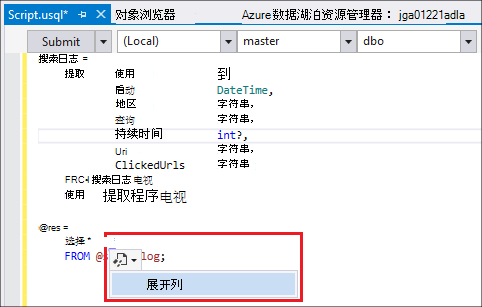 Script.usql* 对象浏览器 Azure数据湖泊资源管理器： jga01221adla
Submit (Local) master dbo
搜索日志 =
提取 使用 到
启动 DateTime,
地区 字符串，
查询 字符串，
持续时间 int?,
Uri 字符串，
ClickedUrls 字符串
搜索日志 电视
使用 提取程序 电视
@res =
选择 *
FROM log;
展开列